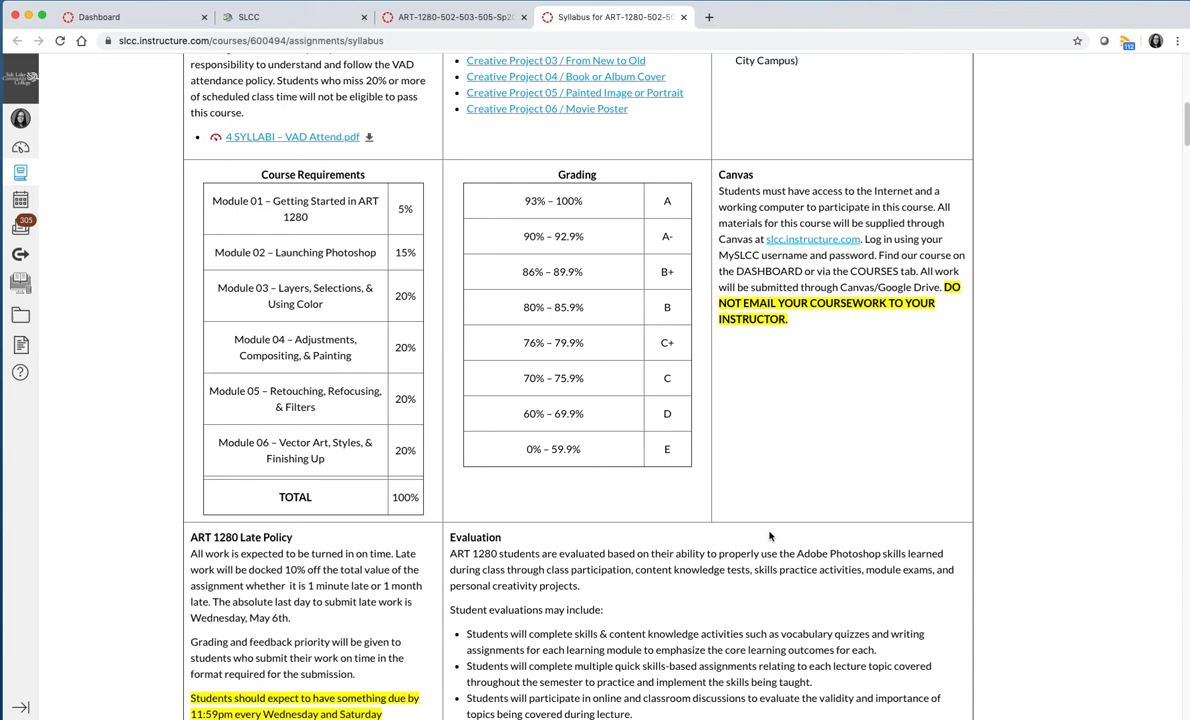 Dashboard
SLCC
ART-1280-502-503-505-Sp20
Syllabus for ART-1280-502-50
slcc.instructure.com/courses/600494/assignments/syllabus
112
Salt Lake
Community
College
305
responsibility to understand and follow the VAD
attendance policy. Students who miss 20% or more
of scheduled class time will not be eligible to pass
this course.
4 SYLLABI – VAD Attend.pdf
Creative Project 03 / From New to Old
Creative Project 04 / Book or Album Cover
Creative Project 05 / Painted Image or Portrait
Creative Project 06 / Movie Poster
City Campus)
Course Requirements
Module 01 – Getting Started in ART
1280
5%
Module 02 – Launching Photoshop
15%
Module 03 – Layers, Selections, &
Using Color
20%
Module 04 – Adjustments,
Compositing, & Painting
20%
Module 05 – Retouching, Refocusing,
& Filters
20%
Module 06 – Vector Art, Styles, &
Finishing Up
20%
TOTAL
100%
Grading
93% – 100% A
90% – 92.9% A-
86% – 89.9% B+
80% – 85.9% B
76% – 79.9% C+
70% – 75.9% C
60% – 69.9% D
0% – 59.9% E
Canvas
Students must have access to the Internet and a
working computer to participate in this course. All
materials for this course will be supplied through
Canvas at slcc.instructure.com. Log in using your
MySLCC username and password. Find our course on
the DASHBOARD or via the COURSES tab. All work
will be submitted through Canvas/Google Drive. DO
NOT EMAIL YOUR COURSEWORK TO YOUR
INSTRUCTOR.
ART 1280 Late Policy
All work is expected to be turned in on time. Late
work will be docked 10% off the total value of the
assignment whether it is 1 minute late or 1 month
late. The absolute last day to submit late work is
Wednesday, May 6th.
Grading and feedback priority will be given to
students who submit their work on time in the
format required for the submission.
Students should expect to have something due by
11:59pm every Wednesday and Saturday
Evaluation
ART 1280 students are evaluated based on their ability to properly use the Adobe Photoshop skills learned
during class through class participation, content knowledge tests, skills practice activities, module exams, and
personal creativity projects.
Student evaluations may include:
Students will complete skills & content knowledge activities such as vocabulary quizzes and writing
assignments for each learning module to emphasize the core learning outcomes for each.
Students will complete multiple quick skills-based assignments relating to each lecture topic covered
throughout the semester to practice and implement the skills being taught.
Students will participate in online and classroom discussions to evaluate the validity and importance of
topics being covered during lecture.